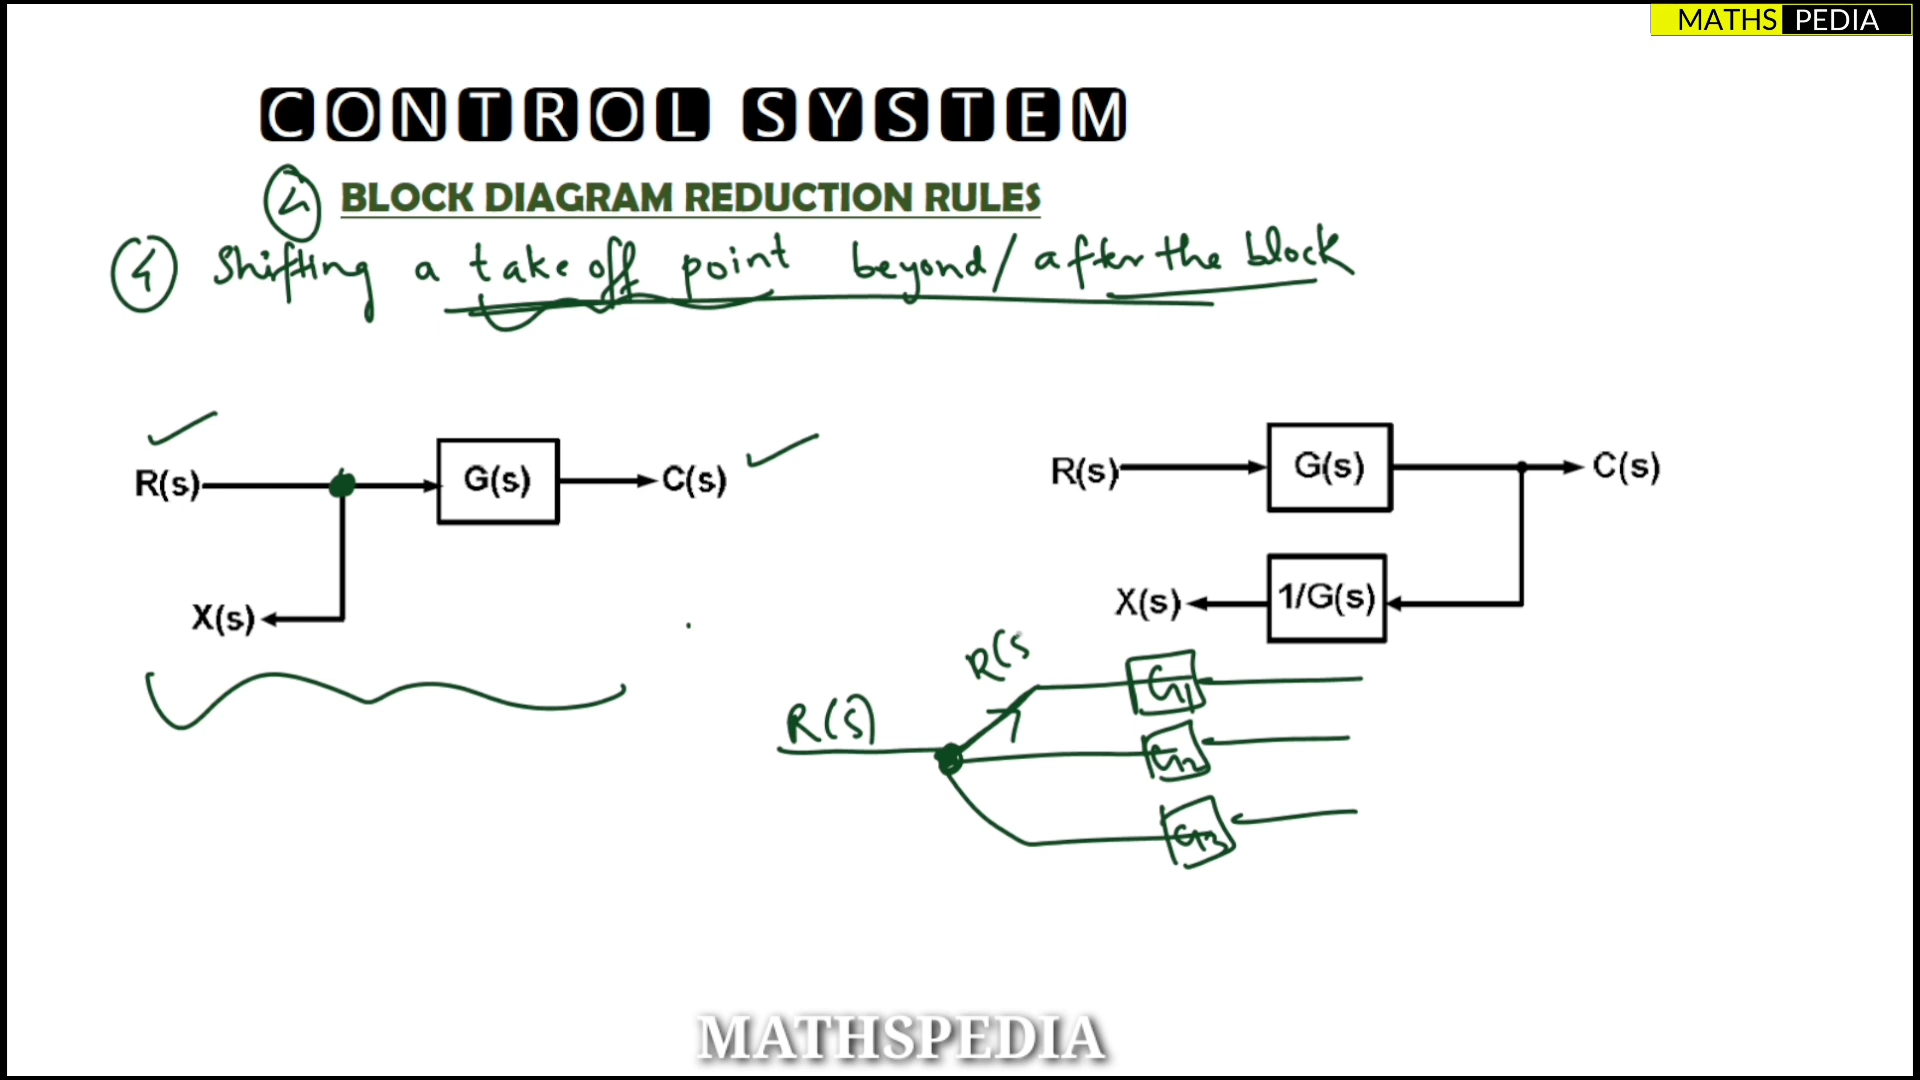 MATHS PEDIA
CONTROL SYSTEM
BLOCK DIAGRAM REDUCTION RULES
4 Shifting a take off point beyond/after the block
R(s) G(s) C(s)
X(s)
R(s) G(s) C(s)
X(s) 1/G(s)
R(s
R(s)
G1
G2
G3
MATHSPEDIA